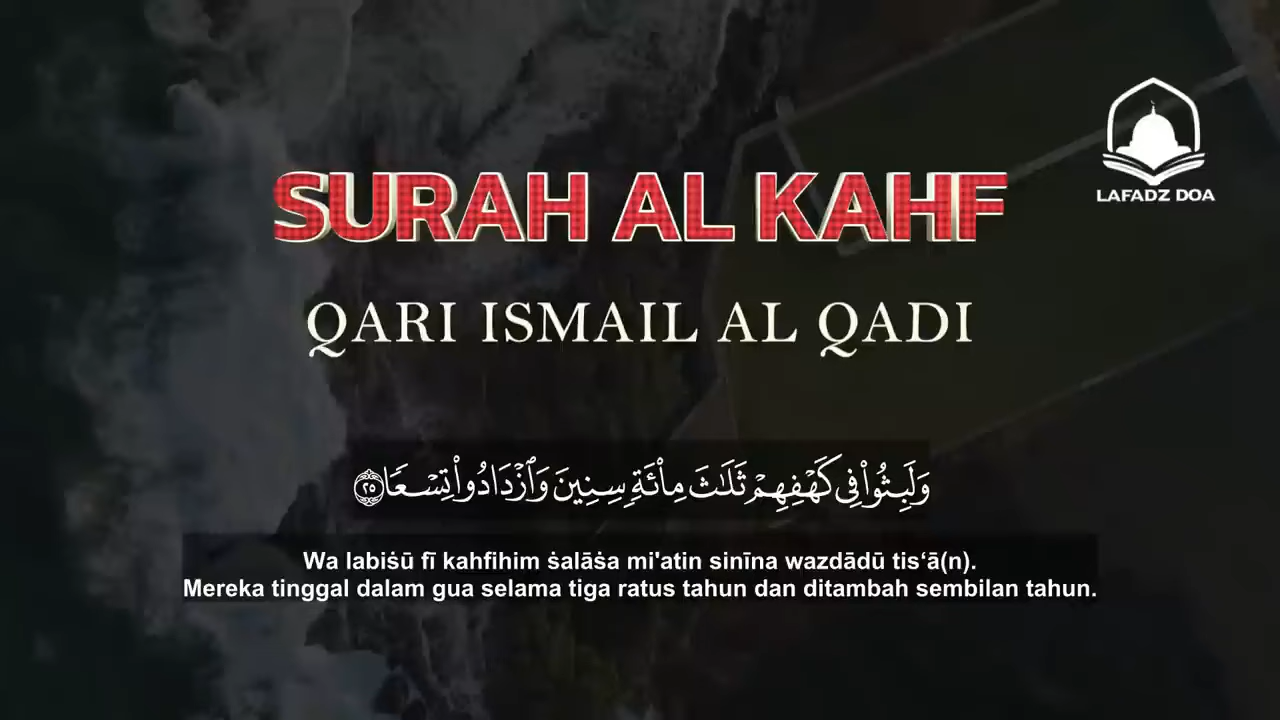 LAFADZ DOA
SURAH AL KAHF
QARI ISMAIL AL QADI
وَلَبِثُوا۟ فِى كَهْفِهِمْ ثَلَٰثَ مِا۟ئَةٍ سِنِينَ وَٱزْدَادُوا۟ تِسْعًا ٢٥
Wa labiṡū fī kahfihim ṡalāṡa mi'atin sinīna wazdādū tis‘ā(n).
Mereka tinggal dalam gua selama tiga ratus tahun dan ditambah sembilan tahun.